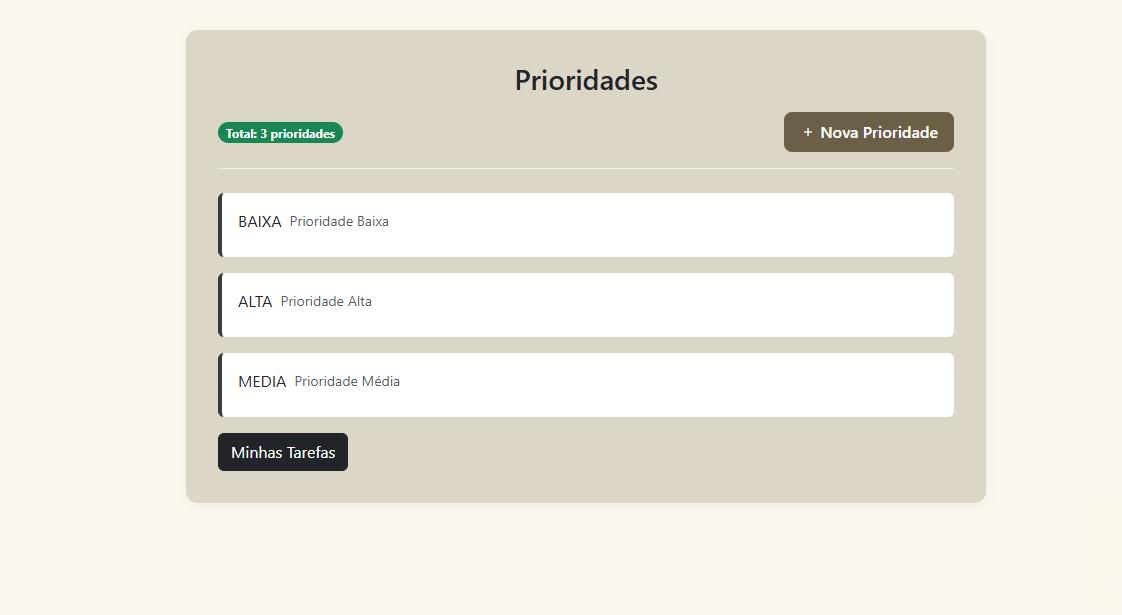 Prioridades
Total: 3 prioridades
+ Nova Prioridade
BAIXA Prioridade Baixa
ALTA Prioridade Alta
MEDIA Prioridade Média
Minhas Tarefas